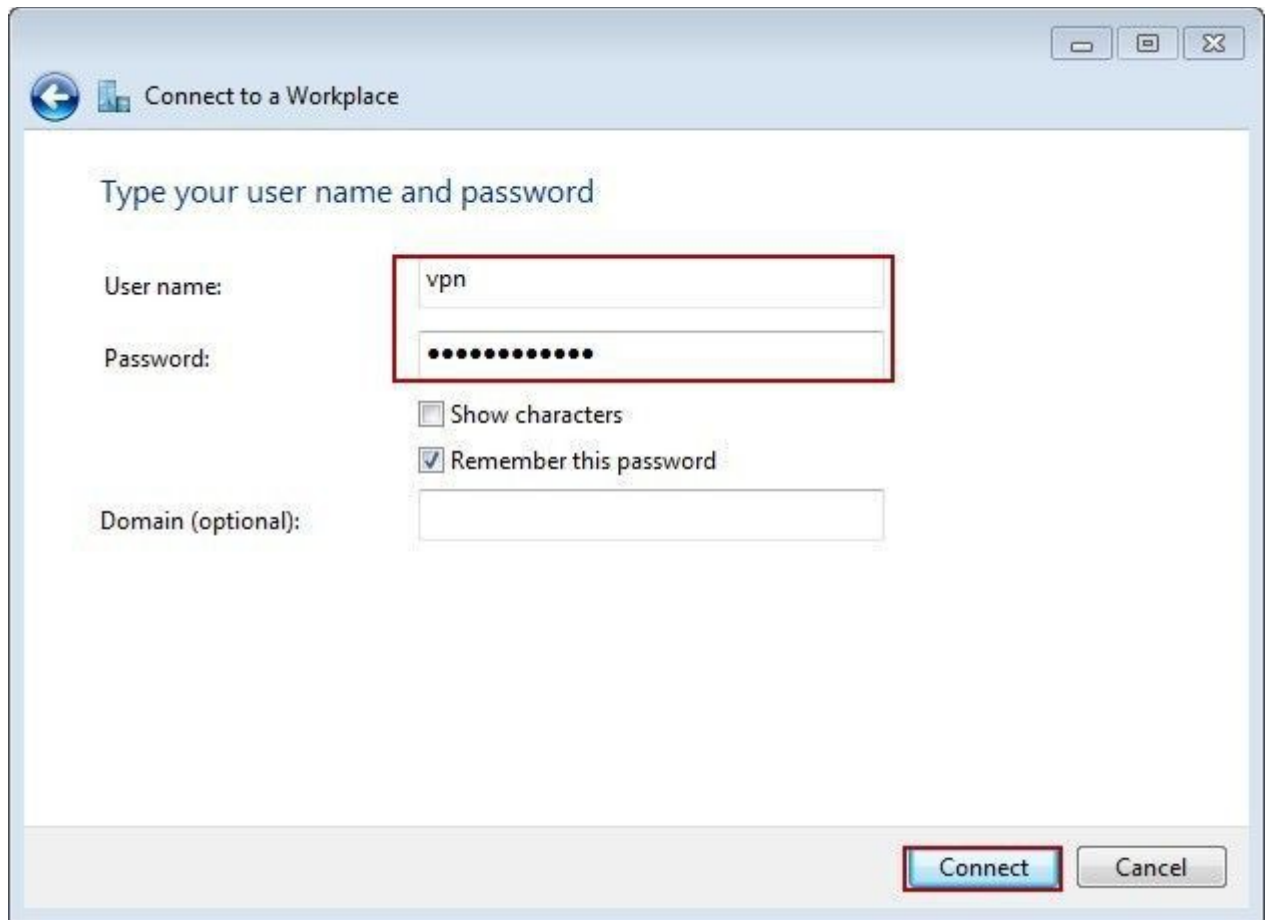 Connect to a Workplace
Type your user name and password
User name:
vpn
Password:
••••••••••••
Show characters
Remember this password
Domain (optional):
Connect
Cancel